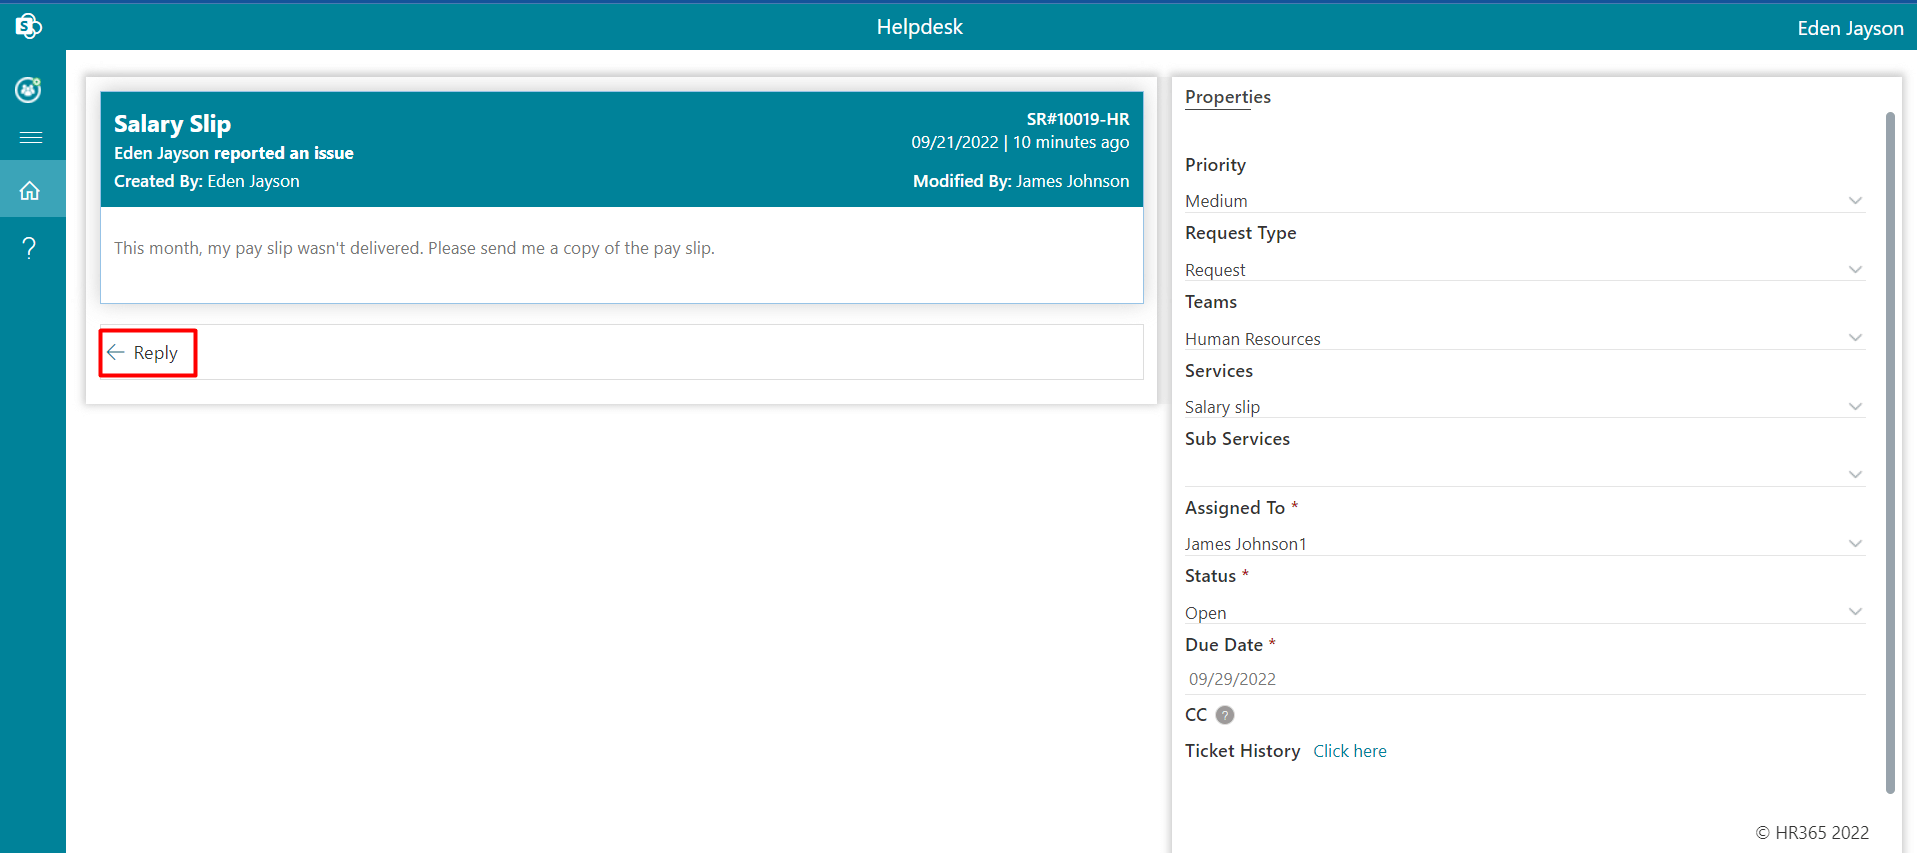 Helpdesk
Eden Jayson
Salary Slip
SR#10019-HR
Eden Jayson reported an issue
09/21/2022 | 10 minutes ago
Created By: Eden Jayson
Modified By: James Johnson
This month, my pay slip wasn't delivered. Please send me a copy of the pay slip.
Reply
Properties
Priority
Medium
Request Type
Request
Teams
Human Resources
Services
Salary slip
Sub Services
Assigned To *
James Johnson1
Status *
Open
Due Date *
09/29/2022
CC ?
Ticket History Click here
© HR365 2022